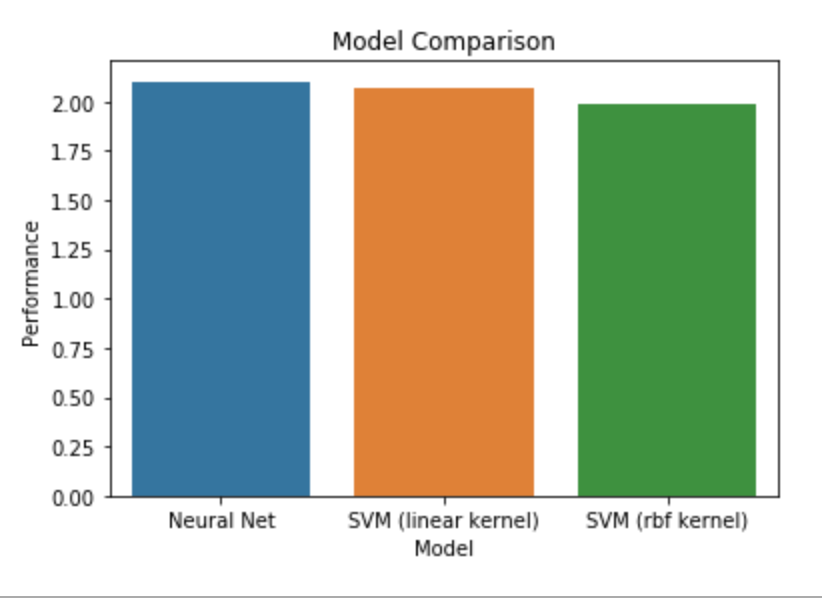 Model Comparison
Performance
2.00
1.75
1.50
1.25
1.00
0.75
0.50
0.25
0.00
Neural Net SVM (linear kernel) SVM (rbf kernel)
Model